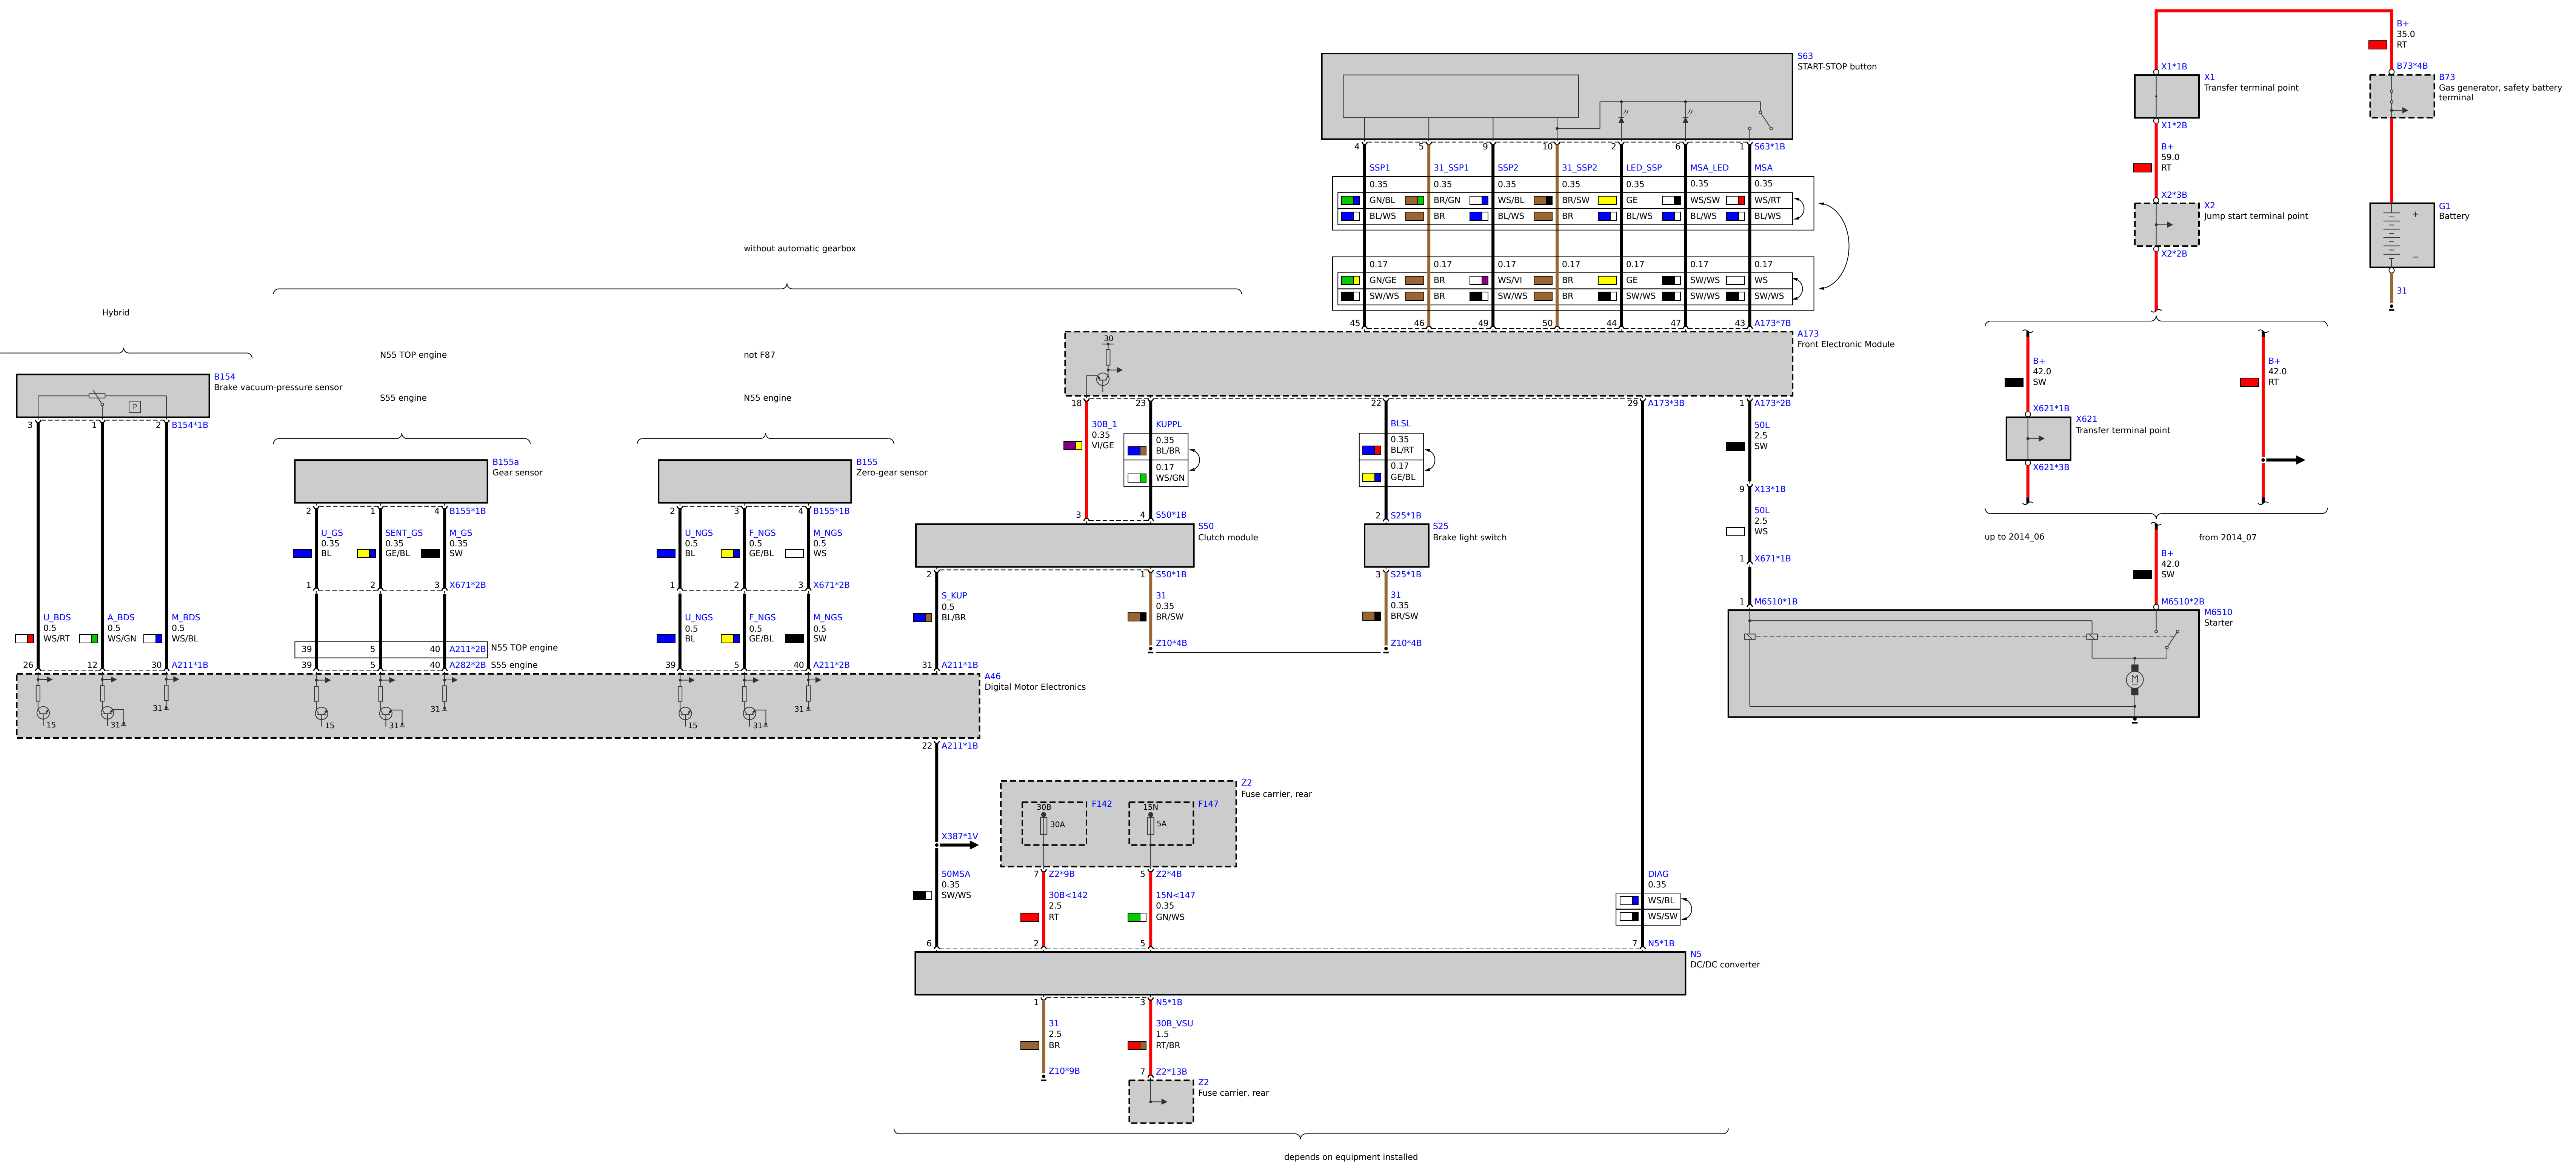 S63
START-STOP button
4 5 9 10 2 6 1 S63*1B
SSP1 31_SSP1 SSP2 31_SSP2 LED_SSP MSA_LED MSA
0.35 0.35 0.35 0.35 0.35 0.35 0.35
GN/BL BR/GN WS/BL BR/SW GE WS/SW WS/RT
BL/WS BR BL/WS BR BL/WS BL/WS BL/WS
0.17 0.17 0.17 0.17 0.17 0.17 0.17
GN/GE BR WS/VI BR GE SW/WS WS
SW/WS BR SW/WS BR SW/WS SW/WS SW/WS
45 46 49 50 44 47 43 A173*7B
A173
Front Electronic Module
30
18 23 22 29 A173*3B 1 A173*2B
B+
35.0
RT
X1*1B
X1
Transfer terminal point
X1*2B
B+
59.0
RT
X2*3B
X2
Jump start terminal point
X2*2B
B73*4B
B73
Gas generator, safety battery
terminal
G1
Battery
+
−
31
B+
42.0
SW
X621*1B
X621
Transfer terminal point
X621*3B
B+
42.0
RT
up to 2014_06
from 2014_07
B+
42.0
SW
M6510*2B
M6510
Starter
M
50L
2.5
SW
9 X13*1B
50L
2.5
WS
1 X671*1B
1 M6510*1B
without automatic gearbox
Hybrid
N55 TOP engine
S55 engine
not F87
N55 engine
B154
Brake vacuum-pressure sensor
P
3 1 2 B154*1B
U_BDS A_BDS M_BDS
0.5 0.5 0.5
WS/RT WS/GN WS/BL
26 12 30 A211*1B
B155a
Gear sensor
2 1 4 B155*1B
U_GS SENT_GS M_GS
0.35 0.35 0.35
BL GE/BL SW
1 2 3 X671*2B
39 5 40 A211*2B N55 TOP engine
39 5 40 A282*2B S55 engine
B155
Zero-gear sensor
2 3 4 B155*1B
U_NGS F_NGS M_NGS
0.5 0.5 0.5
BL GE/BL WS
1 2 3 X671*2B
U_NGS F_NGS M_NGS
0.5 0.5 0.5
BL GE/BL SW
39 5 40 A211*2B
30B_1
0.35
VI/GE
KUPPL
0.35
BL/BR
0.17
WS/GN
3 4 S50*1B
S50
Clutch module
2 1 S50*1B
S_KUP
0.5
BL/BR
31 A211*1B
31
0.35
BR/SW
Z10*4B
BLSL
0.35
BL/RT
0.17
GE/BL
2 S25*1B
S25
Brake light switch
3 S25*1B
31
0.35
BR/SW
Z10*4B
A46
Digital Motor Electronics
15 31 31 15 31 31 15 31 31
22 A211*1B
X387*1V
50MSA
0.35
SW/WS
Z2
Fuse carrier, rear
30B F142
30A
15N F147
5A
7 Z2*9B 5 Z2*4B
30B<142
2.5
RT
15N<147
0.35
GN/WS
DIAG
0.35
WS/BL
WS/SW
6 2 5 7 N5*1B
N5
DC/DC converter
1 3 N5*1B
31
2.5
BR
Z10*9B
30B_VSU
1.5
RT/BR
7 Z2*13B
Z2
Fuse carrier, rear
depends on equipment installed